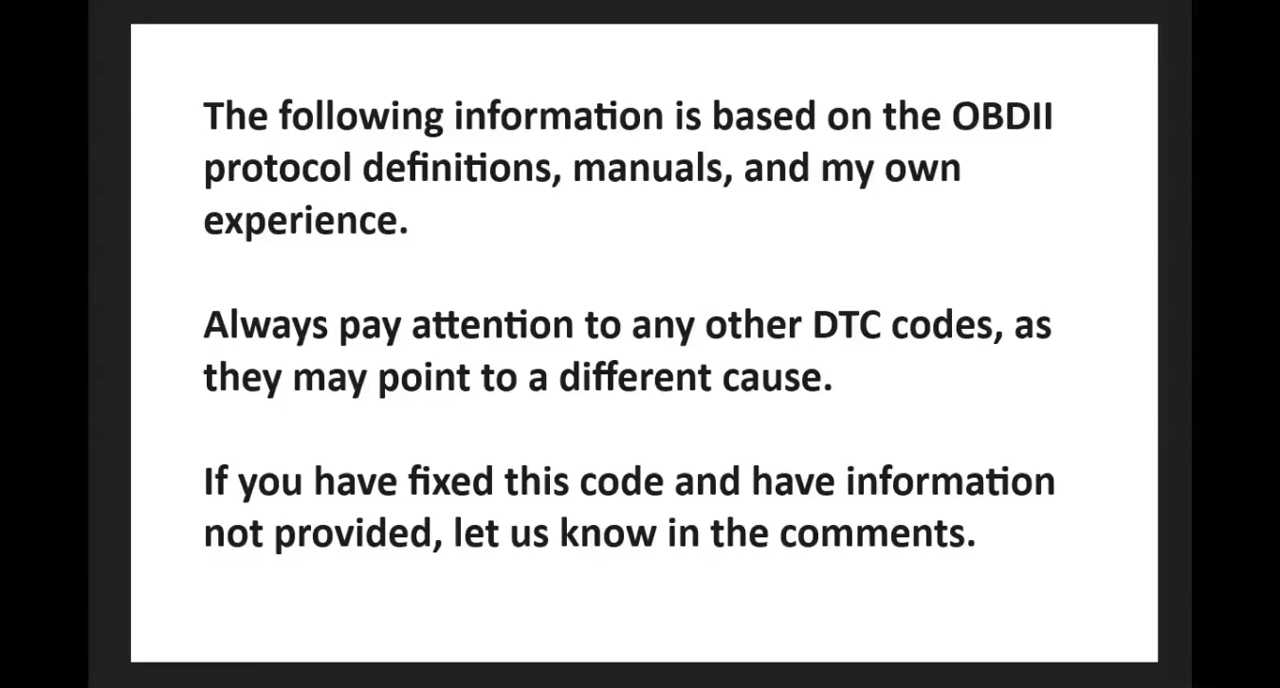 The following information is based on the OBDII
protocol definitions, manuals, and my own
experience.
Always pay attention to any other DTC codes, as
they may point to a different cause.
If you have fixed this code and have information
not provided, let us know in the comments.